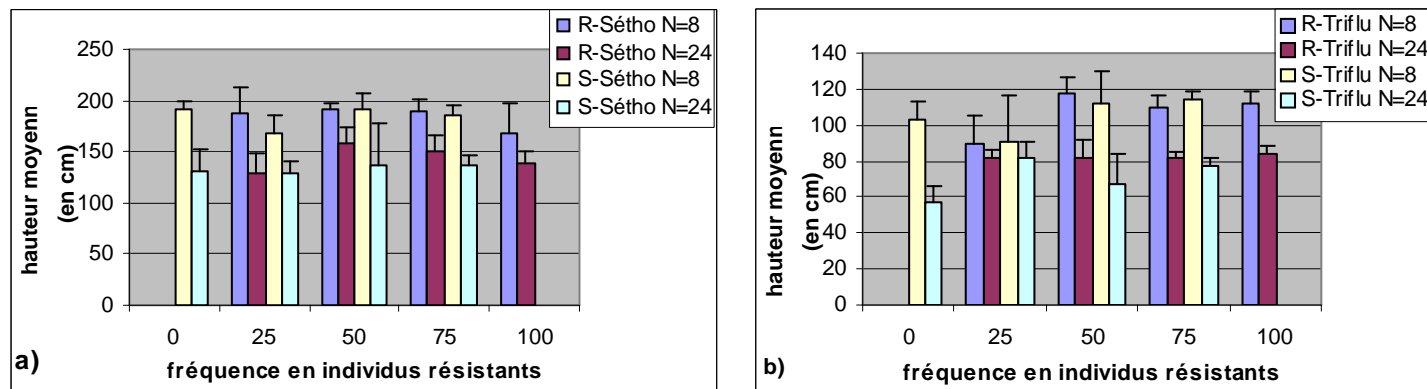 R-Sétho N=8
R-Sétho N=24
S-Sétho N=8
S-Sétho N=24
250
200
150
100
50
0
hauteur moyenn
(en cm)
0 25 50 75 100
fréquence en individus résistants
a)
R-Triflu N=8
R-Triflu N=24
S-Triflu N=8
S-Triflu N=24
140
120
100
80
60
40
20
0
hauteur moyenn
(en cm)
0 25 50 75 100
fréquence en individus résistants
b)